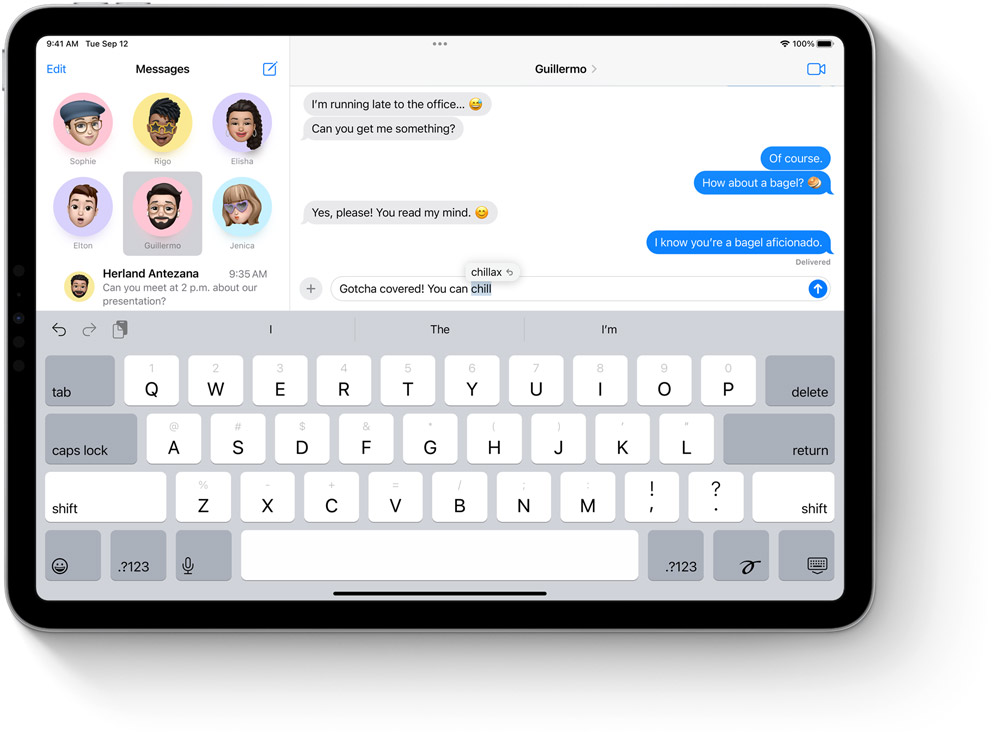 9:41 AM Tue Sep 12
100%
Edit
Messages
Guillermo
Sophie
Rigo
Elisha
Elton
Guillermo
Jenica
Herland Antezana
9:35 AM
Can you meet at 2 p.m. about our
presentation?
I’m running late to the office... 😅
Can you get me something?
Of course.
How about a bagel? 🥯
Yes, please! You read my mind. 😊
I know you’re a bagel aficionado.
Delivered
chillax
Gotcha covered! You can chill
I
The
I’m
tab
1 2 3 4 5 6 7 8 9 0
Q W E R T Y U I O P
delete
caps lock
@ # $ & * ( ) ' "
A S D F G H J K L
return
shift
% - + = / ; : ! ?
Z X C V B N M , .
shift
.?123
.?123